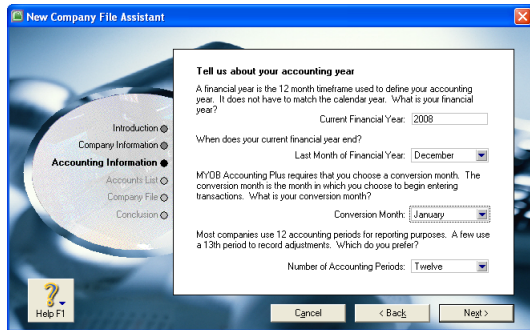 New Company File Assistant
Tell us about your accounting year
A financial year is the 12 month timeframe used to define your accounting
year. It does not have to match the calendar year. What is your financial
year?
Current Financial Year: 2008
When does your current financial year end?
Last Month of Financial Year: December
MYOB Accounting Plus requires that you choose a conversion month. The
conversion month is the month in which you choose to begin entering
transactions. What is your conversion month?
Conversion Month: January
Most companies use 12 accounting periods for reporting purposes. A few use
a 13th period to record adjustments. Which do you prefer?
Number of Accounting Periods: Twelve
Introduction
Company Information
Accounting Information
Accounts List
Company File
Conclusion
Help F1
Cancel
< Back
Next >